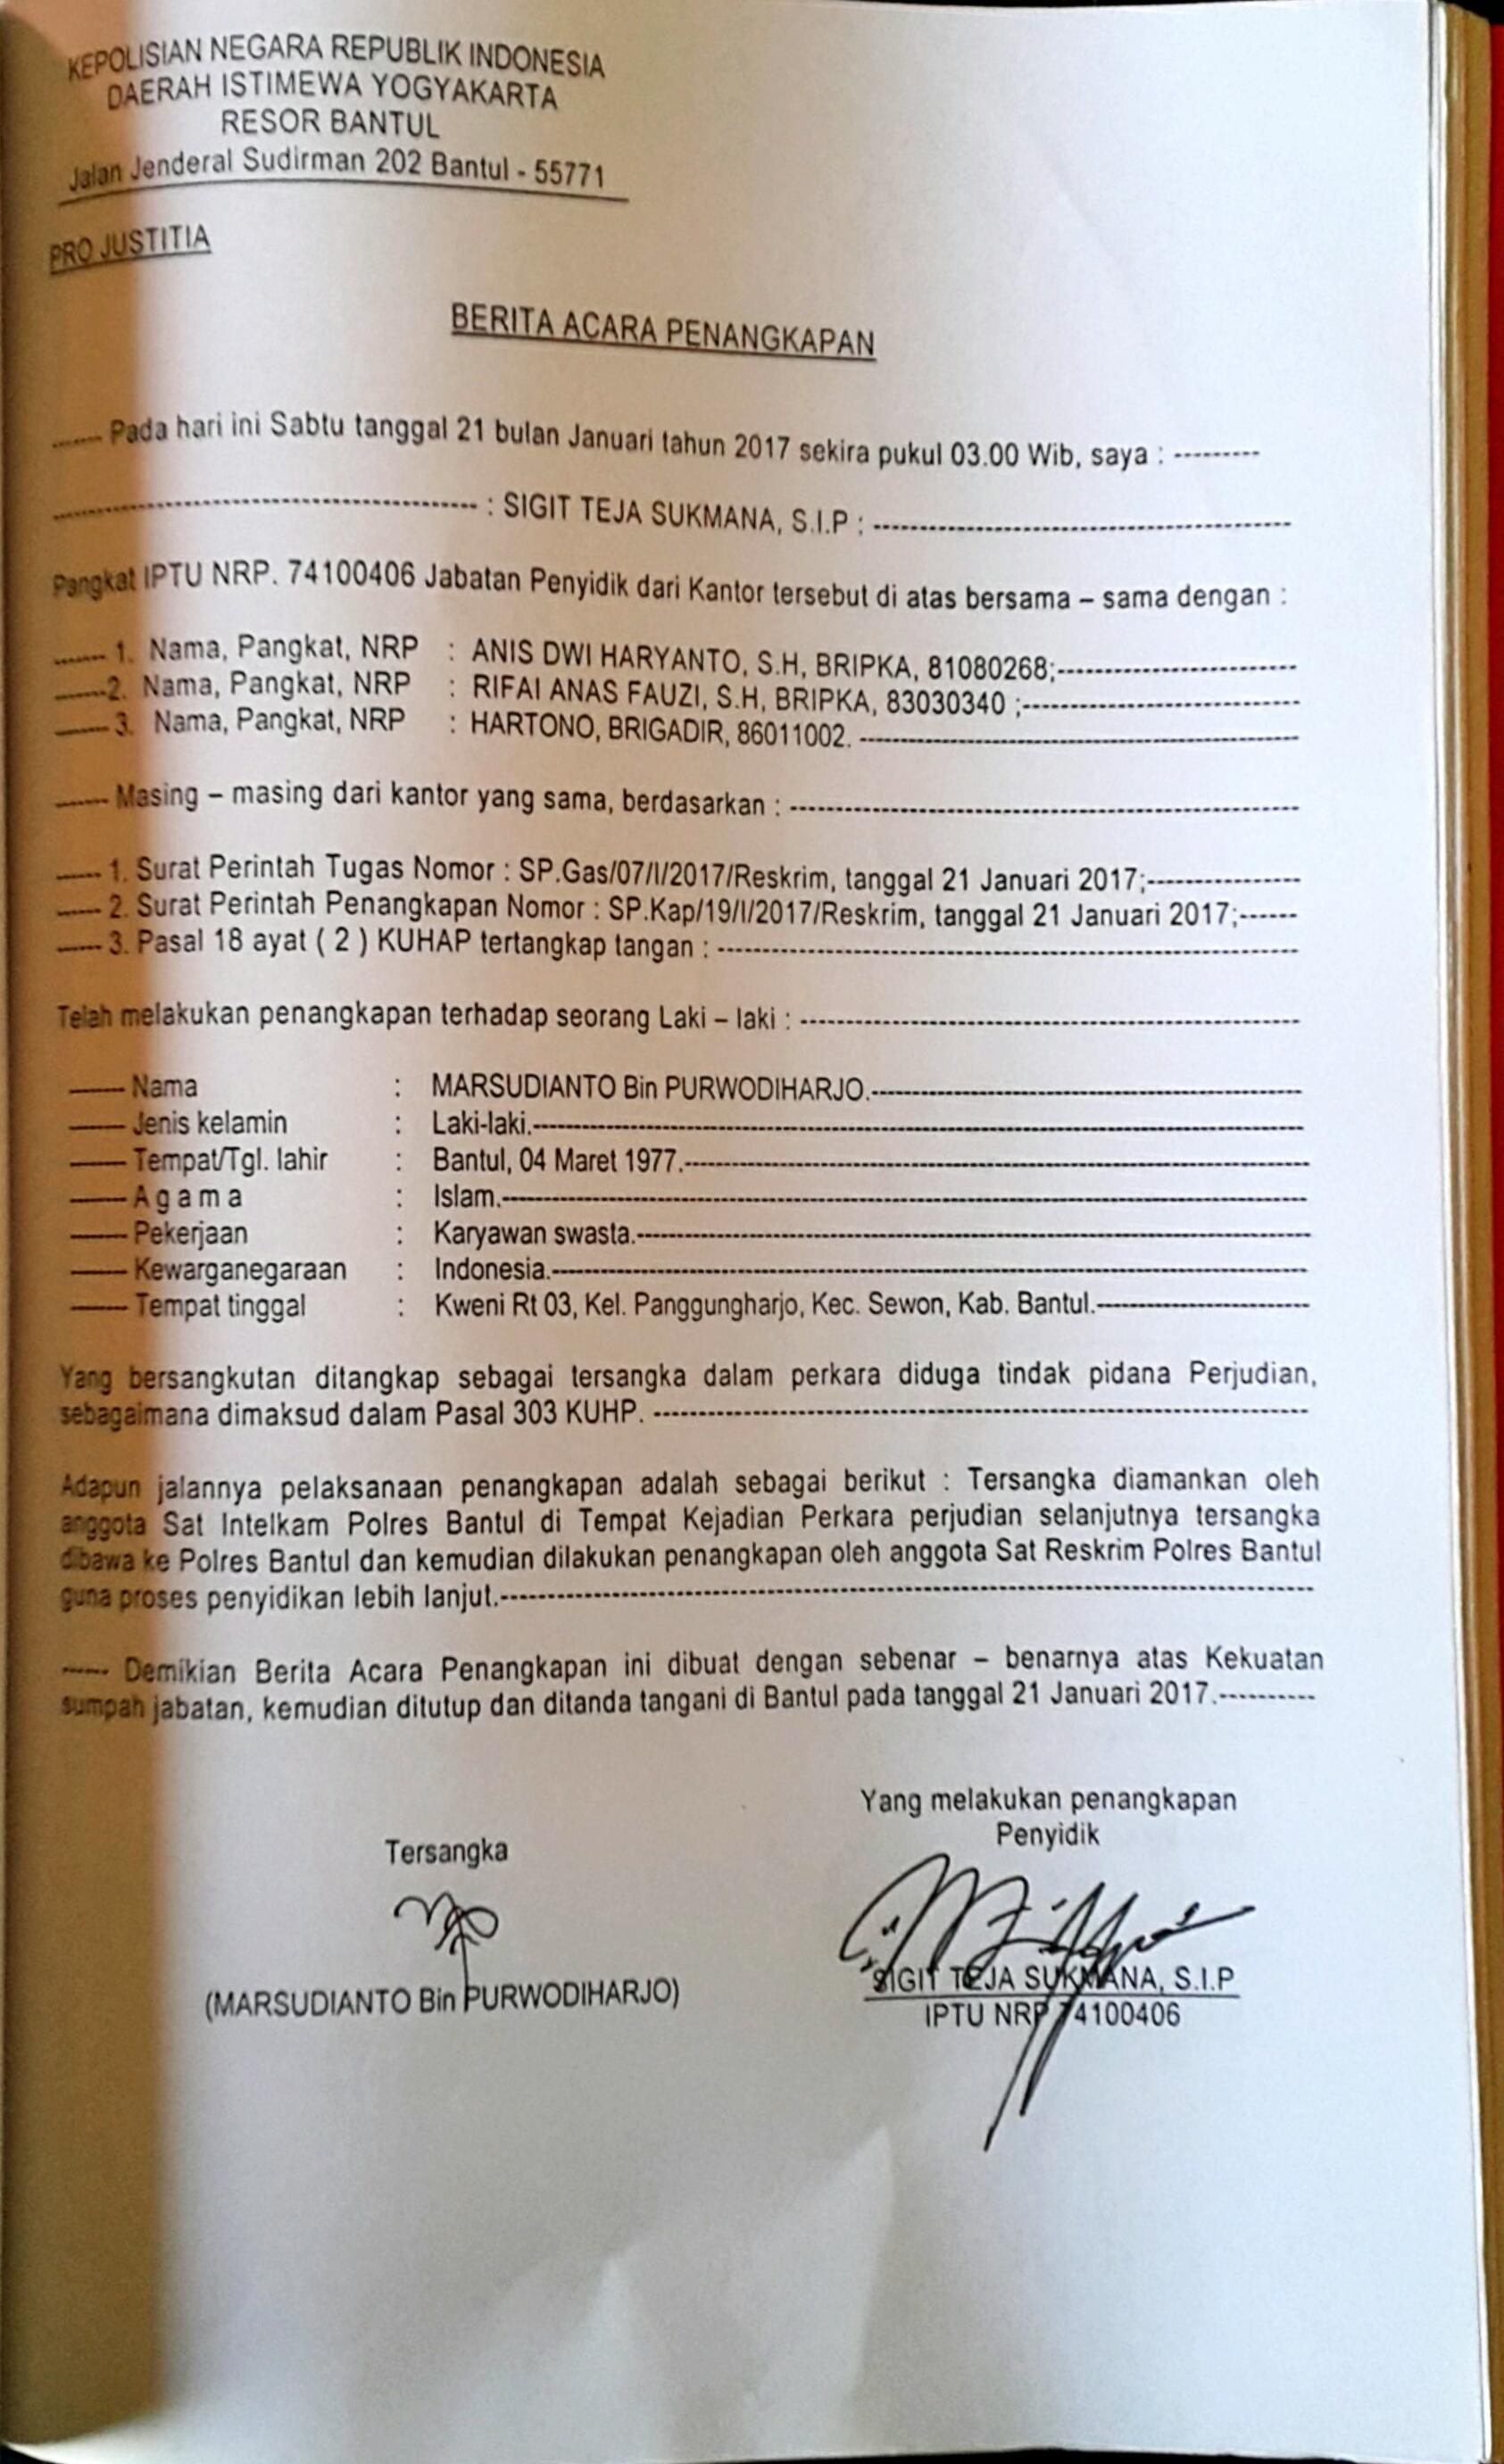 KEPOLISIAN NEGARA REPUBLIK INDONESIA
DAERAH ISTIMEWA YOGYAKARTA
RESOR BANTUL
Jalan Jenderal Sudirman 202 Bantul - 55771
PRO JUSTITIA
BERITA ACARA PENANGKAPAN
------ Pada hari ini Sabtu tanggal 21 bulan Januari tahun 2017 sekira pukul 03.00 Wib, saya : ---------
--------------------------------------------- : SIGIT TEJA SUKMANA, S.I.P : ---------------------------------------------
Pangkat IPTU NRP. 74100406 Jabatan Penyidik dari Kantor tersebut di atas bersama – sama dengan :
------ 1. Nama, Pangkat, NRP : ANIS DWI HARYANTO, S.H, BRIPKA, 81080268;--------------------------
------2. Nama, Pangkat, NRP : RIFAI ANAS FAUZI, S.H, BRIPKA, 83030340 ;------------------------------
------ 3. Nama, Pangkat, NRP : HARTONO, BRIGADIR, 86011002. -----------------------------------------------
------ Masing – masing dari kantor yang sama, berdasarkan : -------------------------------------------------------
----- 1. Surat Perintah Tugas Nomor : SP.Gas/07/I/2017/Reskrim, tanggal 21 Januari 2017;----------------
----- 2. Surat Perintah Penangkapan Nomor : SP.Kap/19/I/2017/Reskrim, tanggal 21 Januari 2017;------
----- 3. Pasal 18 ayat ( 2 ) KUHAP tertangkap tangan : ---------------------------------------------------------------
Telah melakukan penangkapan terhadap seorang Laki – laki : ------------------------------------------------------
------ Nama : MARSUDIANTO Bin PURWODIHARJO.-----------------------------------------------
------ Jenis kelamin : Laki-laki.------------------------------------------------------------------------------------
------ Tempat/Tgl. lahir : Bantul, 04 Maret 1977.--------------------------------------------------------------------
------ A g a m a : Islam.----------------------------------------------------------------------------------------
------ Pekerjaan : Karyawan swasta.-------------------------------------------------------------------------
------ Kewarganegaraan : Indonesia.----------------------------------------------------------------------------------
------ Tempat tinggal : Kweni Rt 03, Kel. Panggungharjo, Kec. Sewon, Kab. Bantul.-----------------------
Yang bersangkutan ditangkap sebagai tersangka dalam perkara diduga tindak pidana Perjudian,
sebagaimana dimaksud dalam Pasal 303 KUHP. -----------------------------------------------------------------------
Adapun jalannya pelaksanaan penangkapan adalah sebagai berikut : Tersangka diamankan oleh
anggota Sat Intelkam Polres Bantul di Tempat Kejadian Perkara perjudian selanjutnya tersangka
dibawa ke Polres Bantul dan kemudian dilakukan penangkapan oleh anggota Sat Reskrim Polres Bantul
guna proses penyidikan lebih lanjut.----------------------------------------------------------------------------------------
------ Demikian Berita Acara Penangkapan ini dibuat dengan sebenar – benarnya atas Kekuatan
sumpah jabatan, kemudian ditutup dan ditanda tangani di Bantul pada tanggal 21 Januari 2017.----------
Yang melakukan penangkapan
Penyidik
Tersangka
SIGIT TEJA SUKMANA, S.I.P
(MARSUDIANTO Bin PURWODIHARJO)
IPTU NRP 74100406